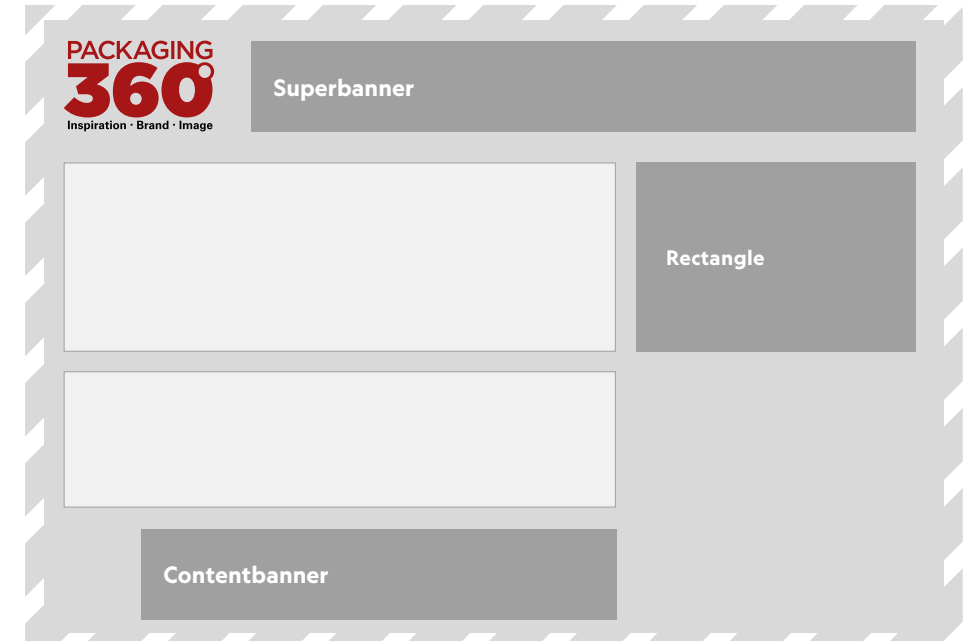 PACKAGING
360°
Inspiration · Brand · Image
Superbanner
Rectangle
Contentbanner